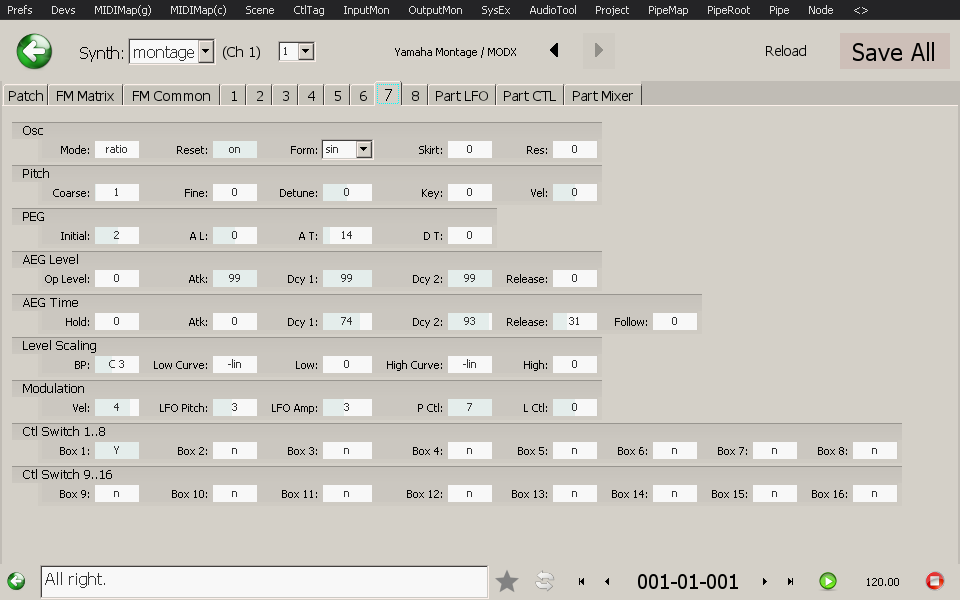 Prefs Devs MIDIMap(g) MIDIMap(c) Scene CtlTag InputMon OutputMon SysEx AudioTool Project PipeMap PipeRoot Pipe Node <>
Synth: montage (Ch 1) 1 Yamaha Montage / MODX Reload Save All
Patch FM Matrix FM Common 1 2 3 4 5 6 7 8 Part LFO Part CTL Part Mixer
Osc
Mode: ratio Reset: on Form: sin Skirt: 0 Res: 0
Pitch
Coarse: 1 Fine: 0 Detune: 0 Key: 0 Vel: 0
PEG
Initial: 2 A L: 0 A T: 14 D T: 0
AEG Level
Op Level: 0 Atk: 99 Dcy 1: 99 Dcy 2: 99 Release: 0
AEG Time
Hold: 0 Atk: 0 Dcy 1: 74 Dcy 2: 93 Release: 31 Follow: 0
Level Scaling
BP: C 3 Low Curve: -lin Low: 0 High Curve: -lin High: 0
Modulation
Vel: 4 LFO Pitch: 3 LFO Amp: 3 P Ctl: 7 L Ctl: 0
Ctl Switch 1..8
Box 1: Y Box 2: n Box 3: n Box 4: n Box 5: n Box 6: n Box 7: n Box 8: n
Ctl Switch 9..16
Box 9: n Box 10: n Box 11: n Box 12: n Box 13: n Box 14: n Box 15: n Box 16: n
All right. 001-01-001 120.00